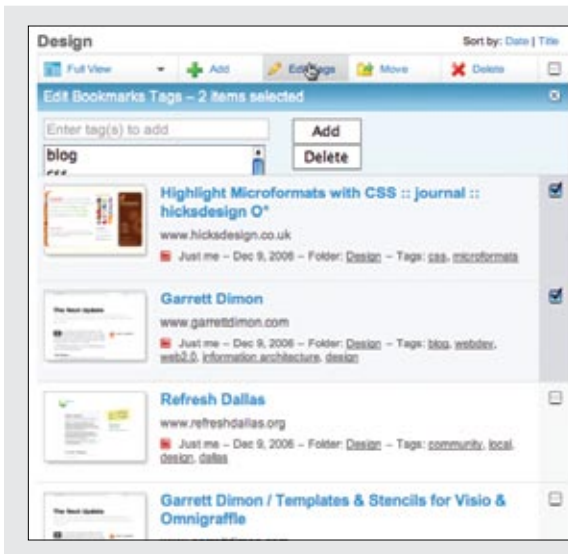 Design
Sort by: Date | Title
Full View
Add
Edit Tags
Move
Delete
Edit Bookmarks Tags – 2 items selected
Enter tag(s) to add
Add
blog
Delete
css
Highlight Microformats with CSS :: journal ::
hicksdesign O*
www.hicksdesign.co.uk
Just me – Dec 9, 2006 – Folder: Design – Tags: css, microformats
Garrett Dimon
www.garrettdimon.com
Just me – Dec 9, 2006 – Folder: Design – Tags: blog, webdev,
web2.0, information architecture, design
Refresh Dallas
www.refreshdallas.org
Just me – Dec 9, 2006 – Folder: Design – Tags: community, local,
design, dallas
Garrett Dimon / Templates & Stencils for Visio &
Omnigraffle